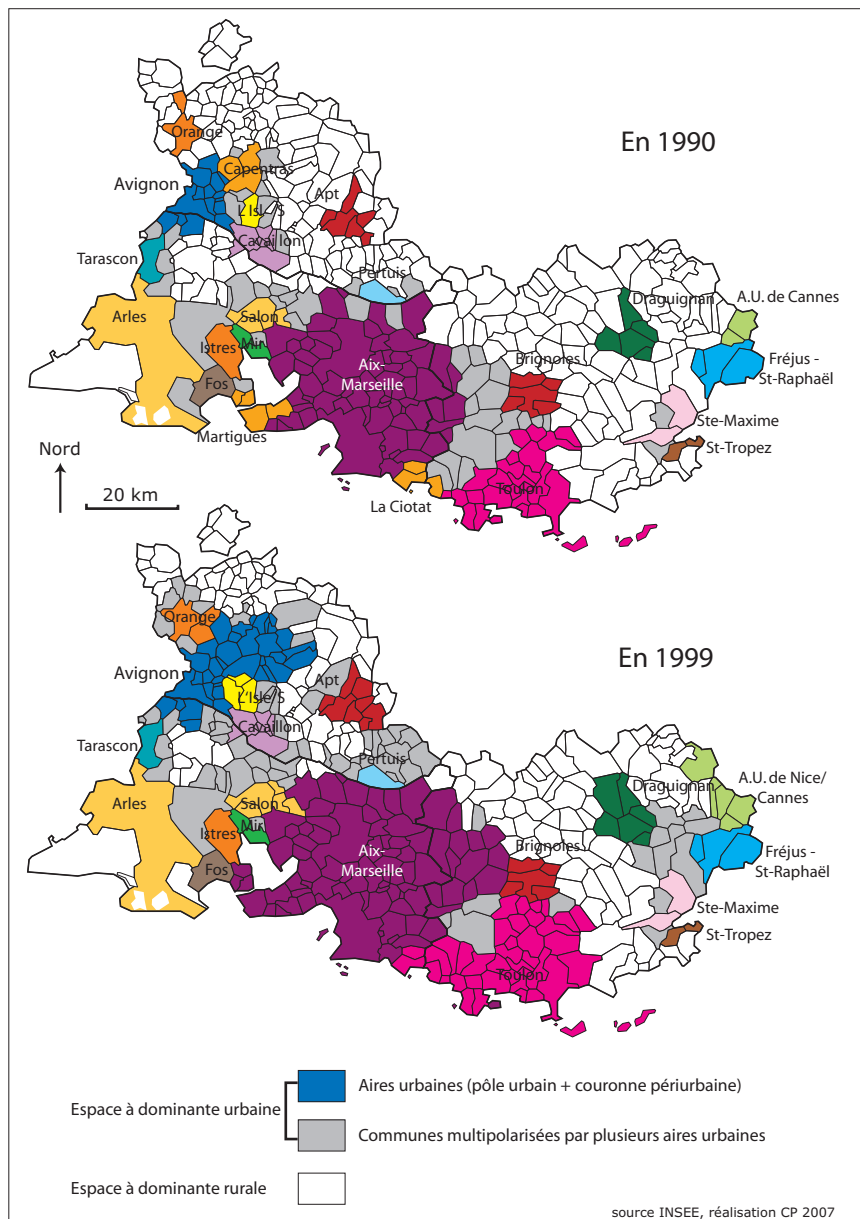 En 1990
Orange
Capentras
Avignon
Apt
L'Isle/S
Cavaillon
Tarascon
Pertuis
Draguignan
A.U. de Cannes
Arles
Salon
Istres
Mir
Brignoles
Fréjus -
St-Raphaël
Aix-
Marseille
Fos
Ste-Maxime
Martigues
St-Tropez
Nord
20 km
Toulon
La Ciotat
En 1999
Orange
Avignon
Apt
L'Isle/S
Cavaillon
Tarascon
Pertuis
Draguignan
A.U. de Nice/
Cannes
Arles
Salon
Istres
Mir
Brignoles
Aix-
Marseille
Fréjus -
St-Raphaël
Fos
Ste-Maxime
St-Tropez
Toulon
Espace à dominante urbaine
Aires urbaines (pôle urbain + couronne périurbaine)
Communes multipolarisées par plusieurs aires urbaines
Espace à dominante rurale
source INSEE, réalisation CP 2007